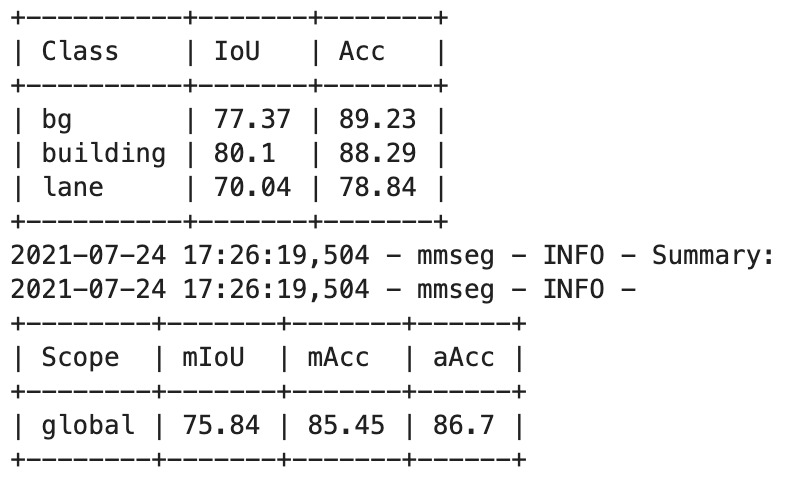 +----------+-------+-------+
| Class    | IoU   | Acc   |
+----------+-------+-------+
| bg       | 77.37 | 89.23 |
| building | 80.1  | 88.29 |
| lane     | 70.04 | 78.84 |
+----------+-------+-------+
2021-07-24 17:26:19,504 - mmseg - INFO - Summary:
2021-07-24 17:26:19,504 - mmseg - INFO -
+--------+-------+-------+------+
| Scope  | mIoU  | mAcc  | aAcc |
+--------+-------+-------+------+
| global | 75.84 | 85.45 | 86.7 |
+--------+-------+-------+------+